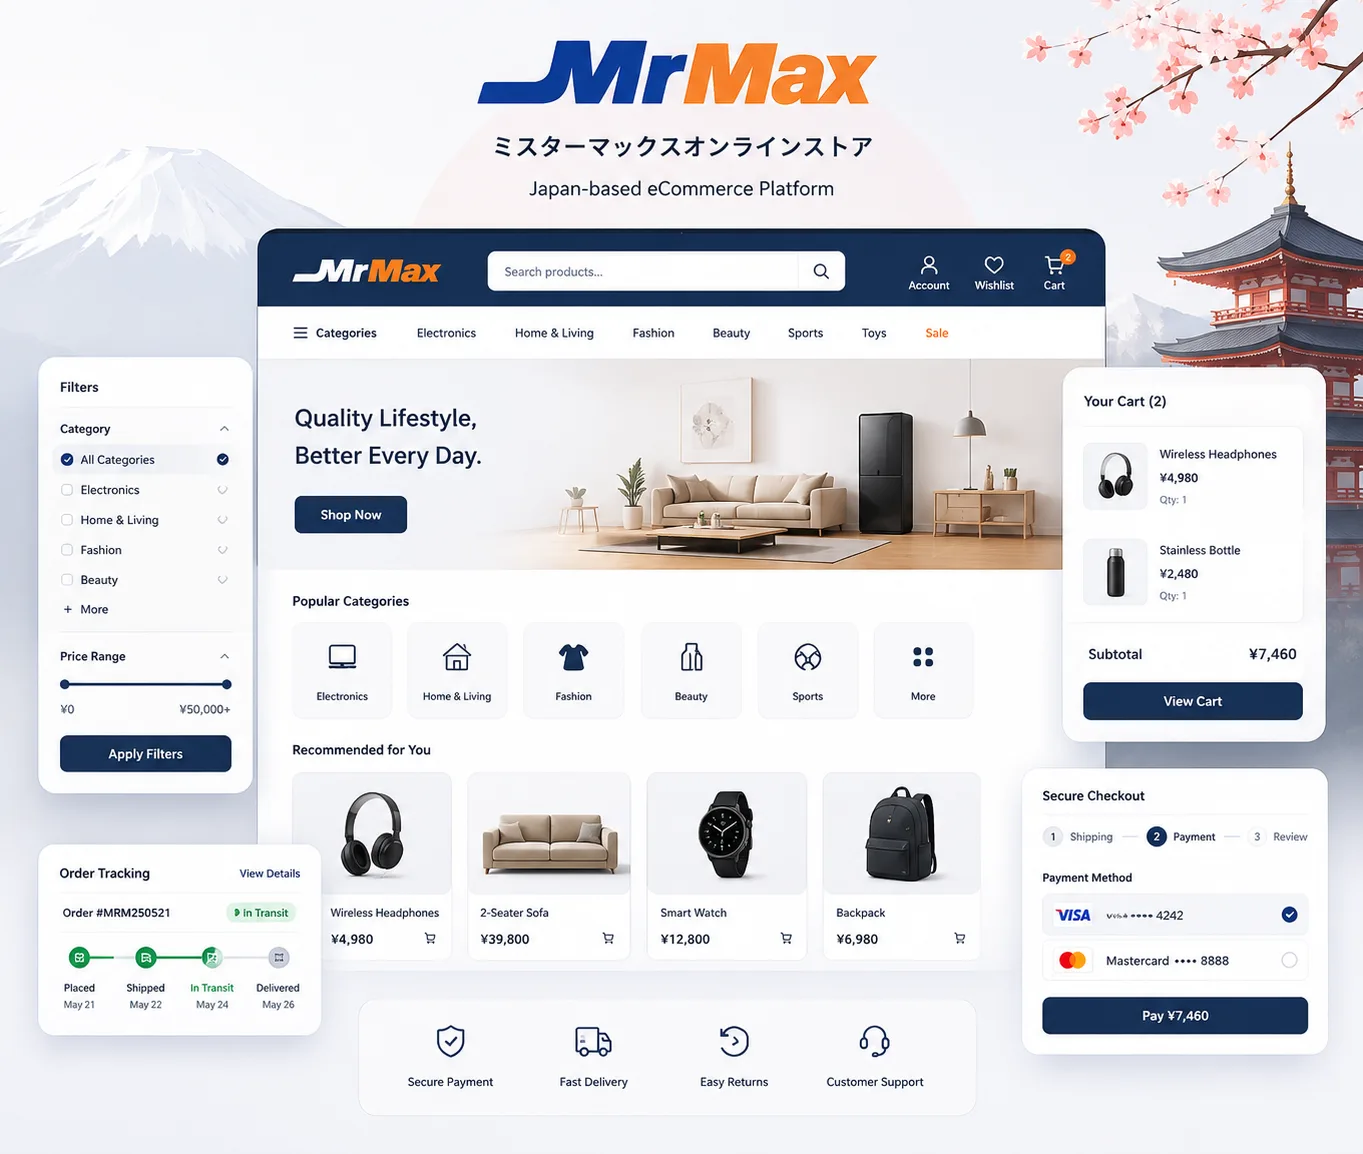 MrMax
ミスターマックスオンラインストア
Japan-based eCommerce Platform
MrMax
Search products...
Account
Wishlist
2
Cart
Categories
Electronics
Home & Living
Fashion
Beauty
Sports
Toys
Sale
Quality Lifestyle,
Better Every Day.
Shop Now
Filters
Category
All Categories
Electronics
Home & Living
Fashion
Beauty
+ More
Price Range
¥0
¥50,000+
Apply Filters
Your Cart (2)
Wireless Headphones
¥4,980
Qty: 1
Stainless Bottle
¥2,480
Qty: 1
Subtotal
¥7,460
View Cart
Popular Categories
Electronics
Home & Living
Fashion
Beauty
Sports
More
Recommended for You
Wireless Headphones
¥4,980
2-Seater Sofa
¥39,800
Smart Watch
¥12,800
Backpack
¥6,980
Order Tracking
View Details
Order #MRM250521
In Transit
Placed
May 21
Shipped
May 22
In Transit
May 24
Delivered
May 26
Secure Checkout
1 Shipping
2 Payment
3 Review
Payment Method
VISA
•••• 4242
Mastercard •••• 8888
Pay ¥7,460
Secure Payment
Fast Delivery
Easy Returns
Customer Support